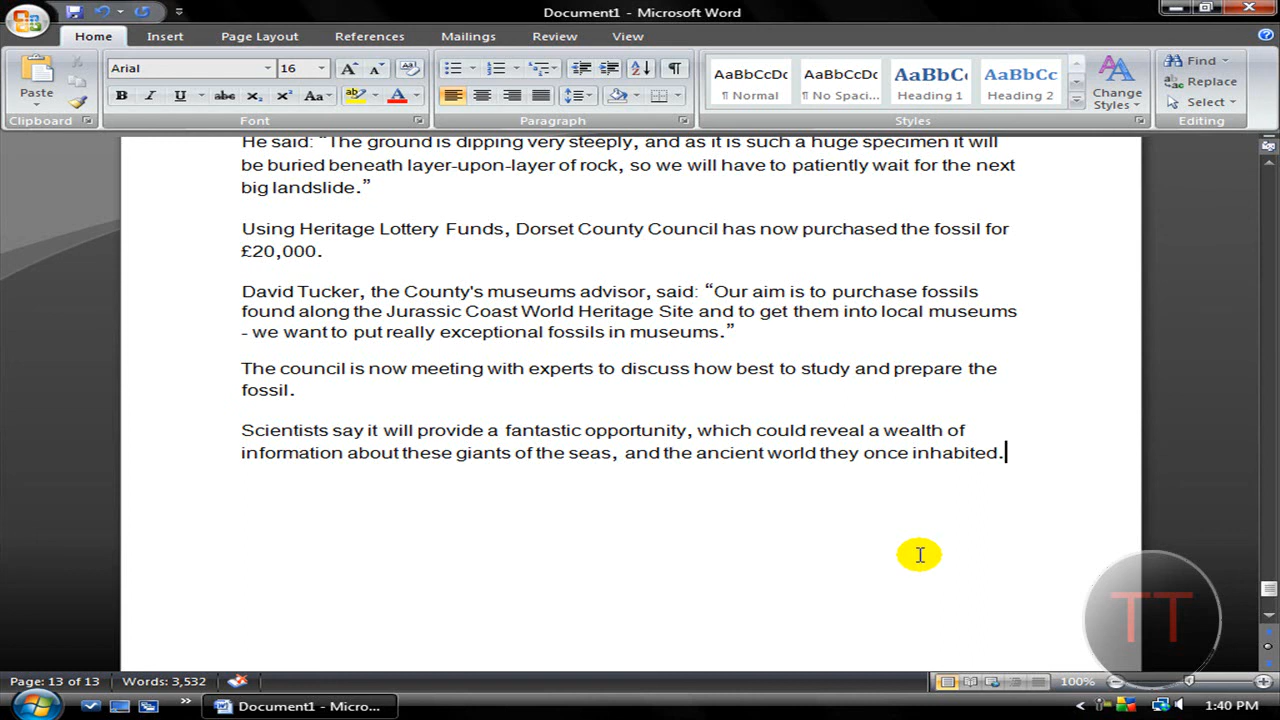 Document1 - Microsoft Word
Home Insert Page Layout References Mailings Review View
Paste
Clipboard
Arial 16
Font
Paragraph
AaBbCcDc AaBbCcDc AaBbC AaBbCc
¶ Normal ¶ No Spaci... Heading 1 Heading 2
Change
Styles
Styles
Find
Replace
Select
Editing
He said: “The ground is dipping very steeply, and as it is such a huge specimen it will
be buried beneath layer-upon-layer of rock, so we will have to patiently wait for the next
big landslide.”
Using Heritage Lottery Funds, Dorset County Council has now purchased the fossil for
£20,000.
David Tucker, the County's museums advisor, said: “Our aim is to purchase fossils
found along the Jurassic Coast World Heritage Site and to get them into local museums
- we want to put really exceptional fossils in museums.”
The council is now meeting with experts to discuss how best to study and prepare the
fossil.
Scientists say it will provide a fantastic opportunity, which could reveal a wealth of
information about these giants of the seas, and the ancient world they once inhabited.
TT
Page: 13 of 13 Words: 3,532 100%
Document1 - Micro... 1:40 PM